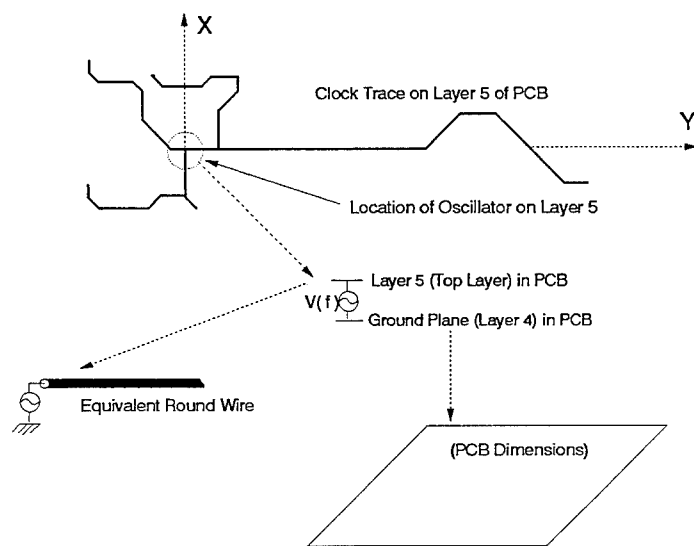 X
Clock Trace on Layer 5 of PCB
Y
Location of Oscillator on Layer 5
Layer 5 (Top Layer) in PCB
V(f)
Ground Plane (Layer 4) in PCB
Equivalent Round Wire
(PCB Dimensions)